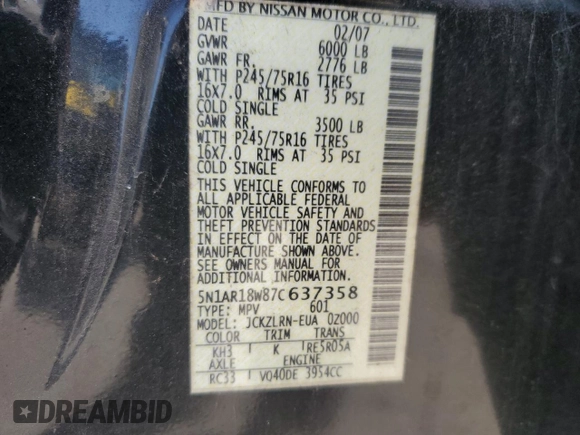 MFD BY NISSAN MOTOR CO., LTD.
DATE 02/07
GVWR 6000 LB
GAWR FR. 2776 LB
WITH P245/75R16 TIRES
16X7.0 RIMS AT 35 PSI
COLD SINGLE
GAWR RR. 3500 LB
WITH P245/75R16 TIRES
16X7.0 RIMS AT 35 PSI
COLD SINGLE
THIS VEHICLE CONFORMS TO
ALL APPLICABLE FEDERAL
MOTOR VEHICLE SAFETY AND
THEFT PREVENTION STANDARDS
IN EFFECT ON THE DATE OF
MANUFACTURE SHOWN ABOVE.
SEE OWNERS MANUAL FOR
ADDITIONAL INFORMATION.
5N1AR18W87C637358
TYPE: MPV 601
MODEL: JCKZLRN-EUA 0Z000
COLOR TRIM TRANS
KH3 K RE5R05A
AXLE ENGINE
RC33 VQ40DE 3954CC
DREAMBID